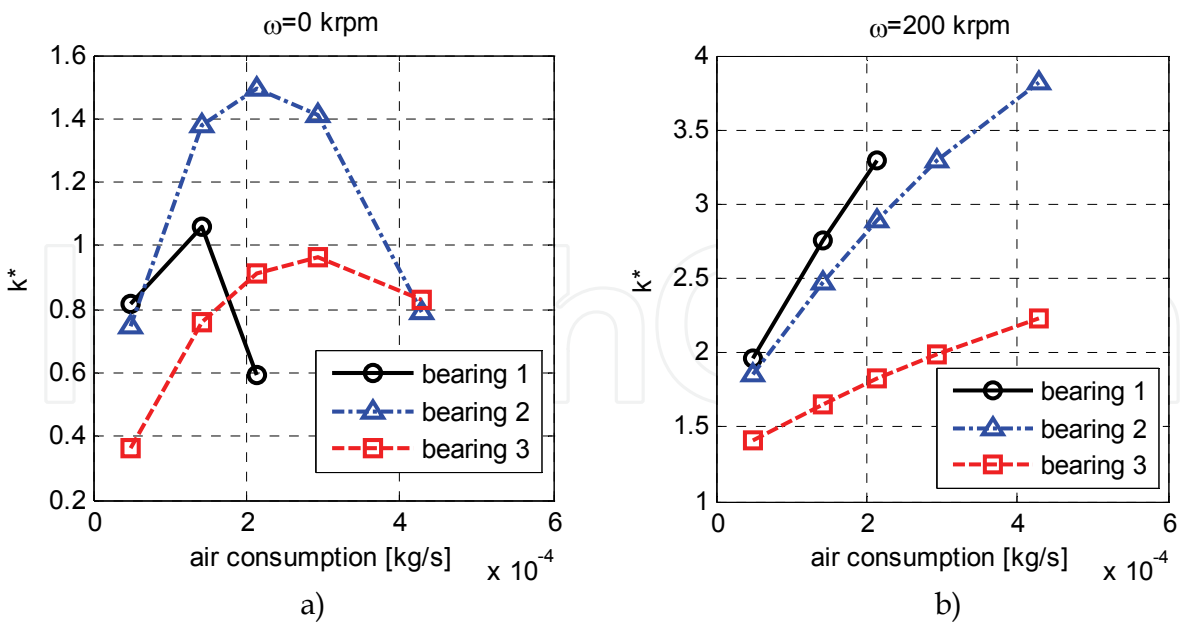 ω=0 krpm
1.6
1.4
1.2
1
0.8
0.6
0.4
0.2
k*
0 2 4 6
air consumption [kg/s]
x 10-4
bearing 1
bearing 2
bearing 3
a)
ω=200 krpm
4
3.5
3
2.5
2
1.5
1
k*
0 2 4 6
air consumption [kg/s]
x 10-4
bearing 1
bearing 2
bearing 3
b)